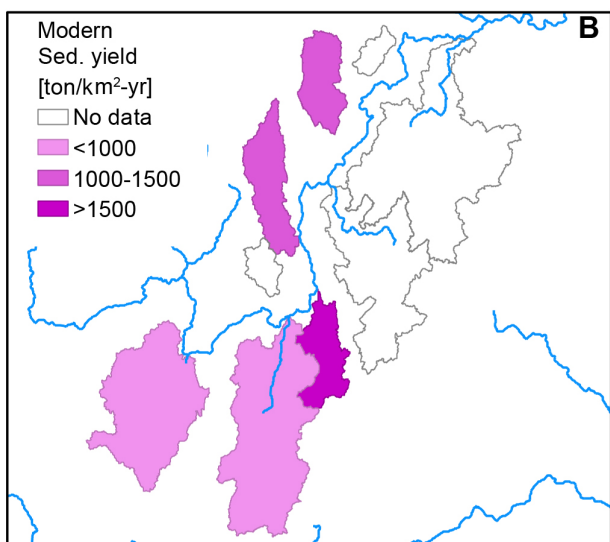 B
Modern
Sed. yield
[ton/km²-yr]
No data
<1000
1000-1500
>1500